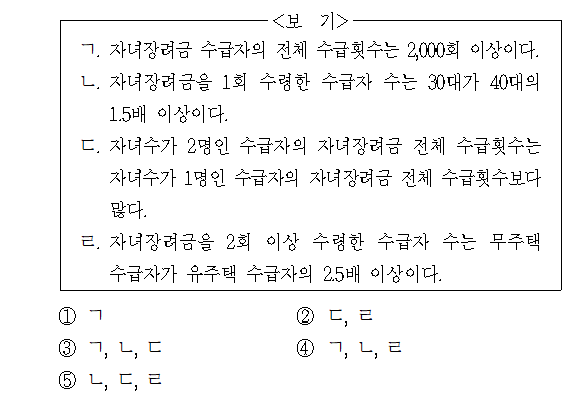 <보 기>
ㄱ. 자녀장려금 수급자의 전체 수급횟수는 2,000회 이상이다.
ㄴ. 자녀장려금을 1회 수령한 수급자 수는 30대가 40대의
1.5배 이상이다.
ㄷ. 자녀수가 2명인 수급자의 자녀장려금 전체 수급횟수는
자녀수가 1명인 수급자의 자녀장려금 전체 수급횟수보다
많다.
ㄹ. 자녀장려금을 2회 이상 수령한 수급자 수는 무주택
수급자가 유주택 수급자의 2.5배 이상이다.
① ㄱ ② ㄷ, ㄹ
③ ㄱ, ㄴ, ㄷ ④ ㄱ, ㄴ, ㄹ
⑤ ㄴ, ㄷ, ㄹ